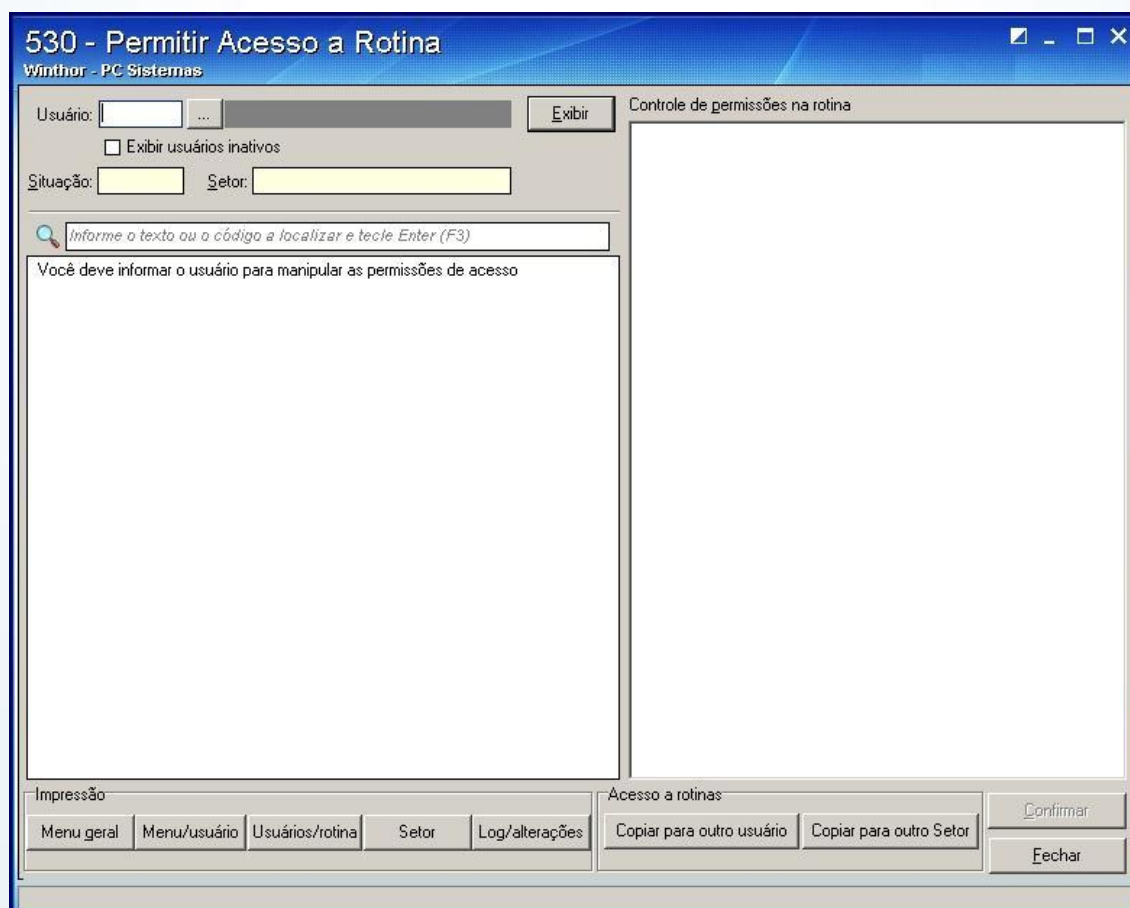 530 - Permitir Acesso a Rotina
Winthor - PC Sistemas
Usuário: ... Exibir
Exibir usuários inativos
Situação: Setor:
Informe o texto ou o código a localizar e tecle Enter (F3)
Você deve informar o usuário para manipular as permissões de acesso
Controle de permissões na rotina
Impressão
Menu geral Menu/usuário Usuários/rotina Setor Log/alterações
Acesso a rotinas
Copiar para outro usuário Copiar para outro Setor
Confirmar
Fechar